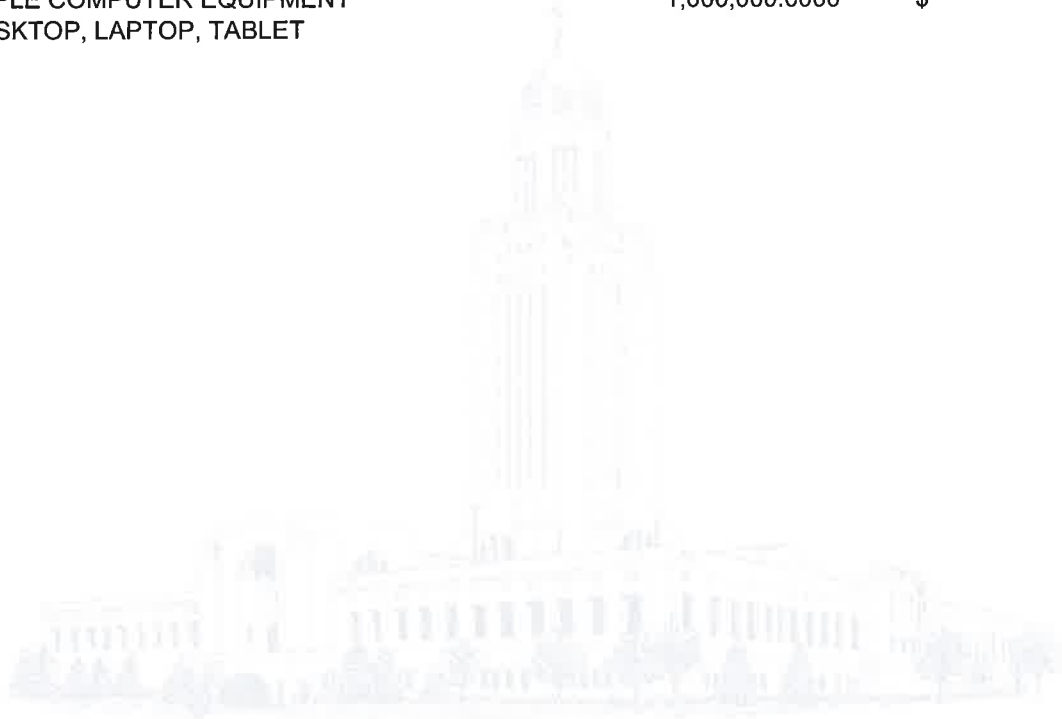 PLE COMPUTER EQUIPMENT 1,000,000.0000 $
SKTOP, LAPTOP, TABLET